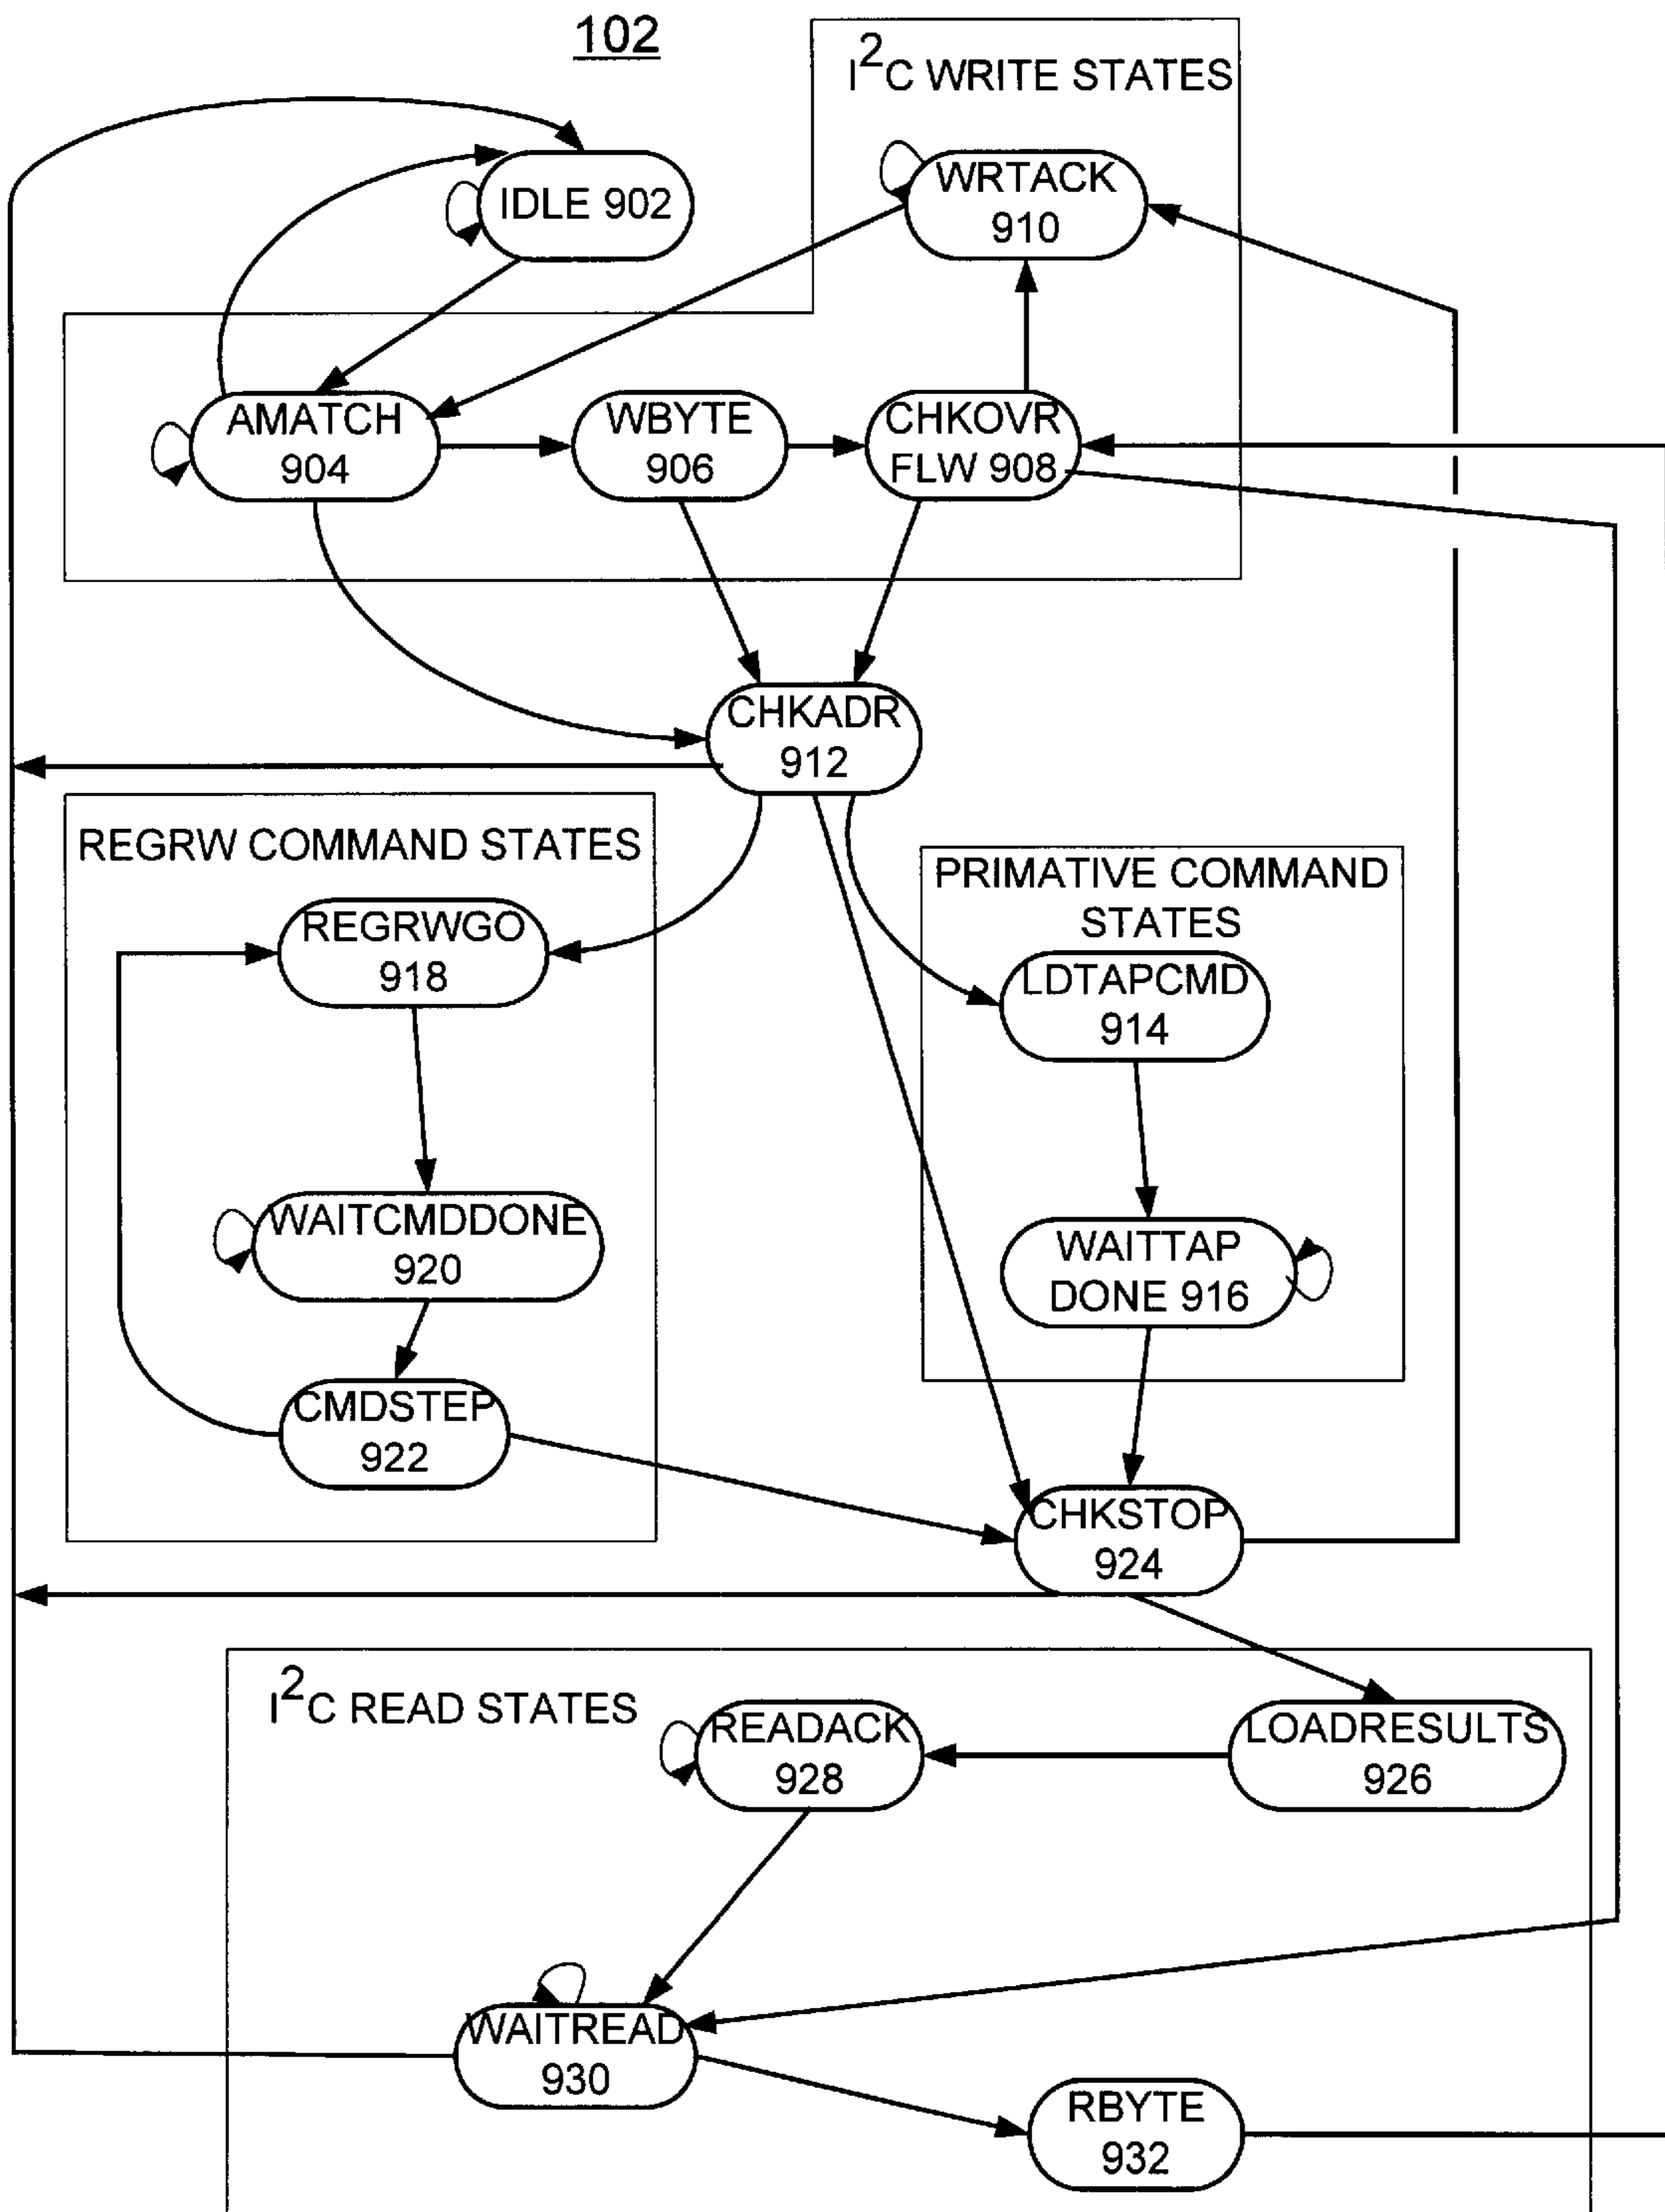 102
I²C WRITE STATES
IDLE 902
WRTACK
910
AMATCH
904
WBYTE
906
CHKOVR
FLW 908
CHKADR
912
REGRW COMMAND STATES
REGRWGO
918
WAITCMDDONE
920
CMDSTEP
922
PRIMATIVE COMMAND
STATES
LDTAPCMD
914
WAITTAP
DONE 916
CHKSTOP
924
I²C READ STATES
READACK
928
LOADRESULTS
926
WAITREAD
930
RBYTE
932